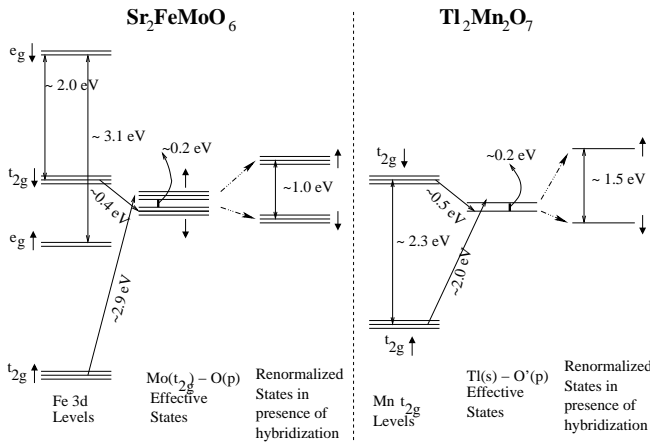 Sr2FeMoO6
Tl2Mn2O7
eg
~ 2.0 eV
~ 3.1 eV
~0.2 eV
t2g
~0.4 eV
~1.0 eV
eg
~2.9 eV
t2g
Fe 3d
Levels
Mo(t2g) – O(p)
Effective
States
Renormalized
States in
presence of
hybridization
t2g
~0.2 eV
~0.5 eV
~ 1.5 eV
~ 2.3 eV
~2.0 eV
t2g
Mn t2g
Levels
Tl(s) – O'(p)
Effective
States
Renormalized
States in
presence of
hybridization